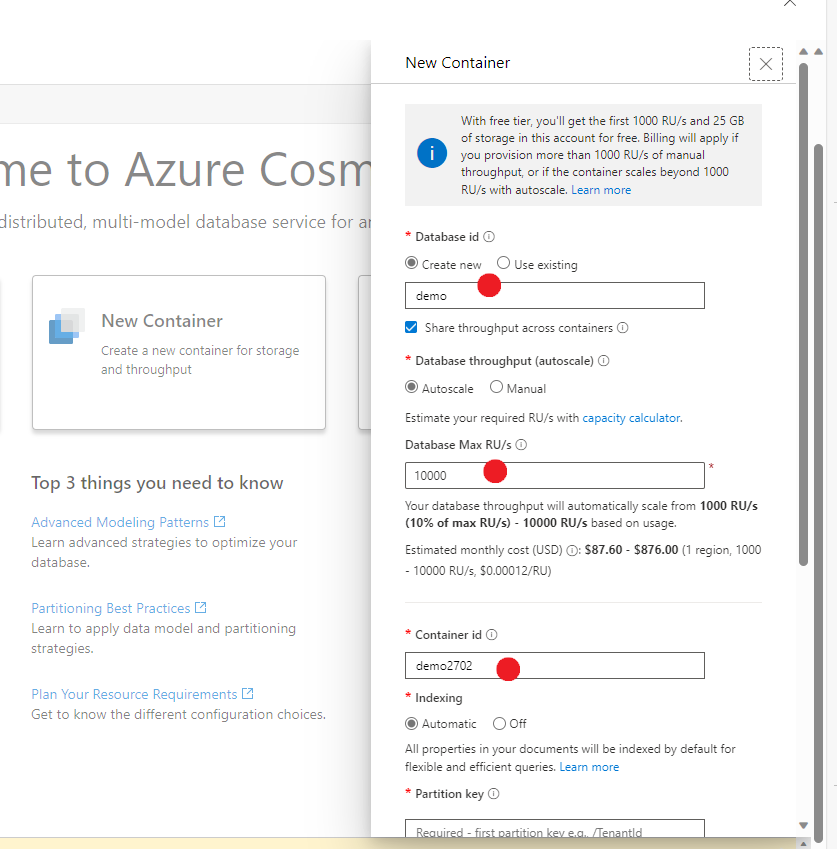 me to Azure Cosm
distributed, multi-model database service for an
New Container
Create a new container for storage
and throughput
Top 3 things you need to know
Advanced Modeling Patterns
Learn advanced strategies to optimize your
database.
Partitioning Best Practices
Learn to apply data model and partitioning
strategies.
Plan Your Resource Requirements
Get to know the different configuration choices.
New Container
With free tier, you'll get the first 1000 RU/s and 25 GB
of storage in this account for free. Billing will apply if
you provision more than 1000 RU/s of manual
throughput, or if the container scales beyond 1000
RU/s with autoscale. Learn more
* Database id
Create new Use existing
demo
Share throughput across containers
* Database throughput (autoscale)
Autoscale Manual
Estimate your required RU/s with capacity calculator.
Database Max RU/s
10000 *
Your database throughput will automatically scale from 1000 RU/s
(10% of max RU/s) - 10000 RU/s based on usage.
Estimated monthly cost (USD) : $87.60 - $876.00 (1 region, 1000
- 10000 RU/s, $0.00012/RU)
* Container id
demo2702
* Indexing
Automatic Off
All properties in your documents will be indexed by default for
flexible and efficient queries. Learn more
* Partition key
Required - first partition key e.g., /TenantId